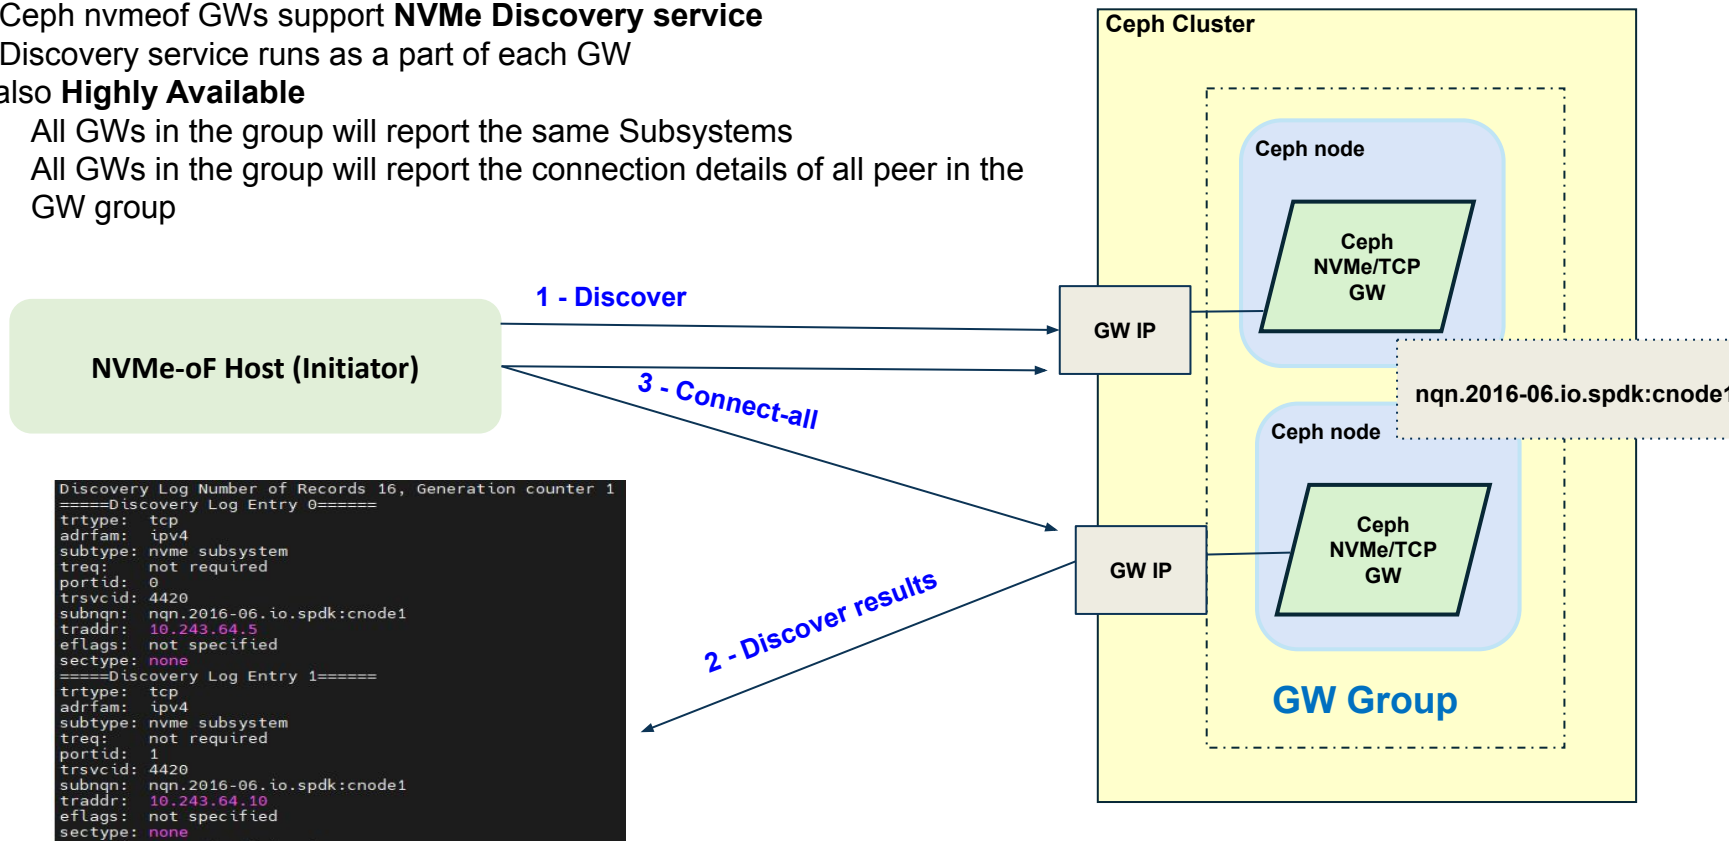 Ceph nvmeof GWs support NVMe Discovery service
Discovery service runs as a part of each GW
also Highly Available
All GWs in the group will report the same Subsystems
All GWs in the group will report the connection details of all peer in the
GW group
Ceph Cluster
Ceph node
Ceph
NVMe/TCP
GW
1 - Discover
GW IP
NVMe-oF Host (Initiator)
3 - Connect-all
nqn.2016-06.io.spdk:cnode1
Ceph node
Ceph
NVMe/TCP
GW
GW IP
2 - Discover results
GW Group
Discovery Log Number of Records 16, Generation counter 1
=====Discovery Log Entry 0======
trtype:  tcp
adrfam:  ipv4
subtype: nvme subsystem
treq:    not required
portid:  0
trsvcid: 4420
subnqn:  nqn.2016-06.io.spdk:cnode1
traddr:  10.243.64.5
eflags:  not specified
sectype: none
=====Discovery Log Entry 1======
trtype:  tcp
adrfam:  ipv4
subtype: nvme subsystem
treq:    not required
portid:  1
trsvcid: 4420
subnqn:  nqn.2016-06.io.spdk:cnode1
traddr:  10.243.64.10
eflags:  not specified
sectype: none